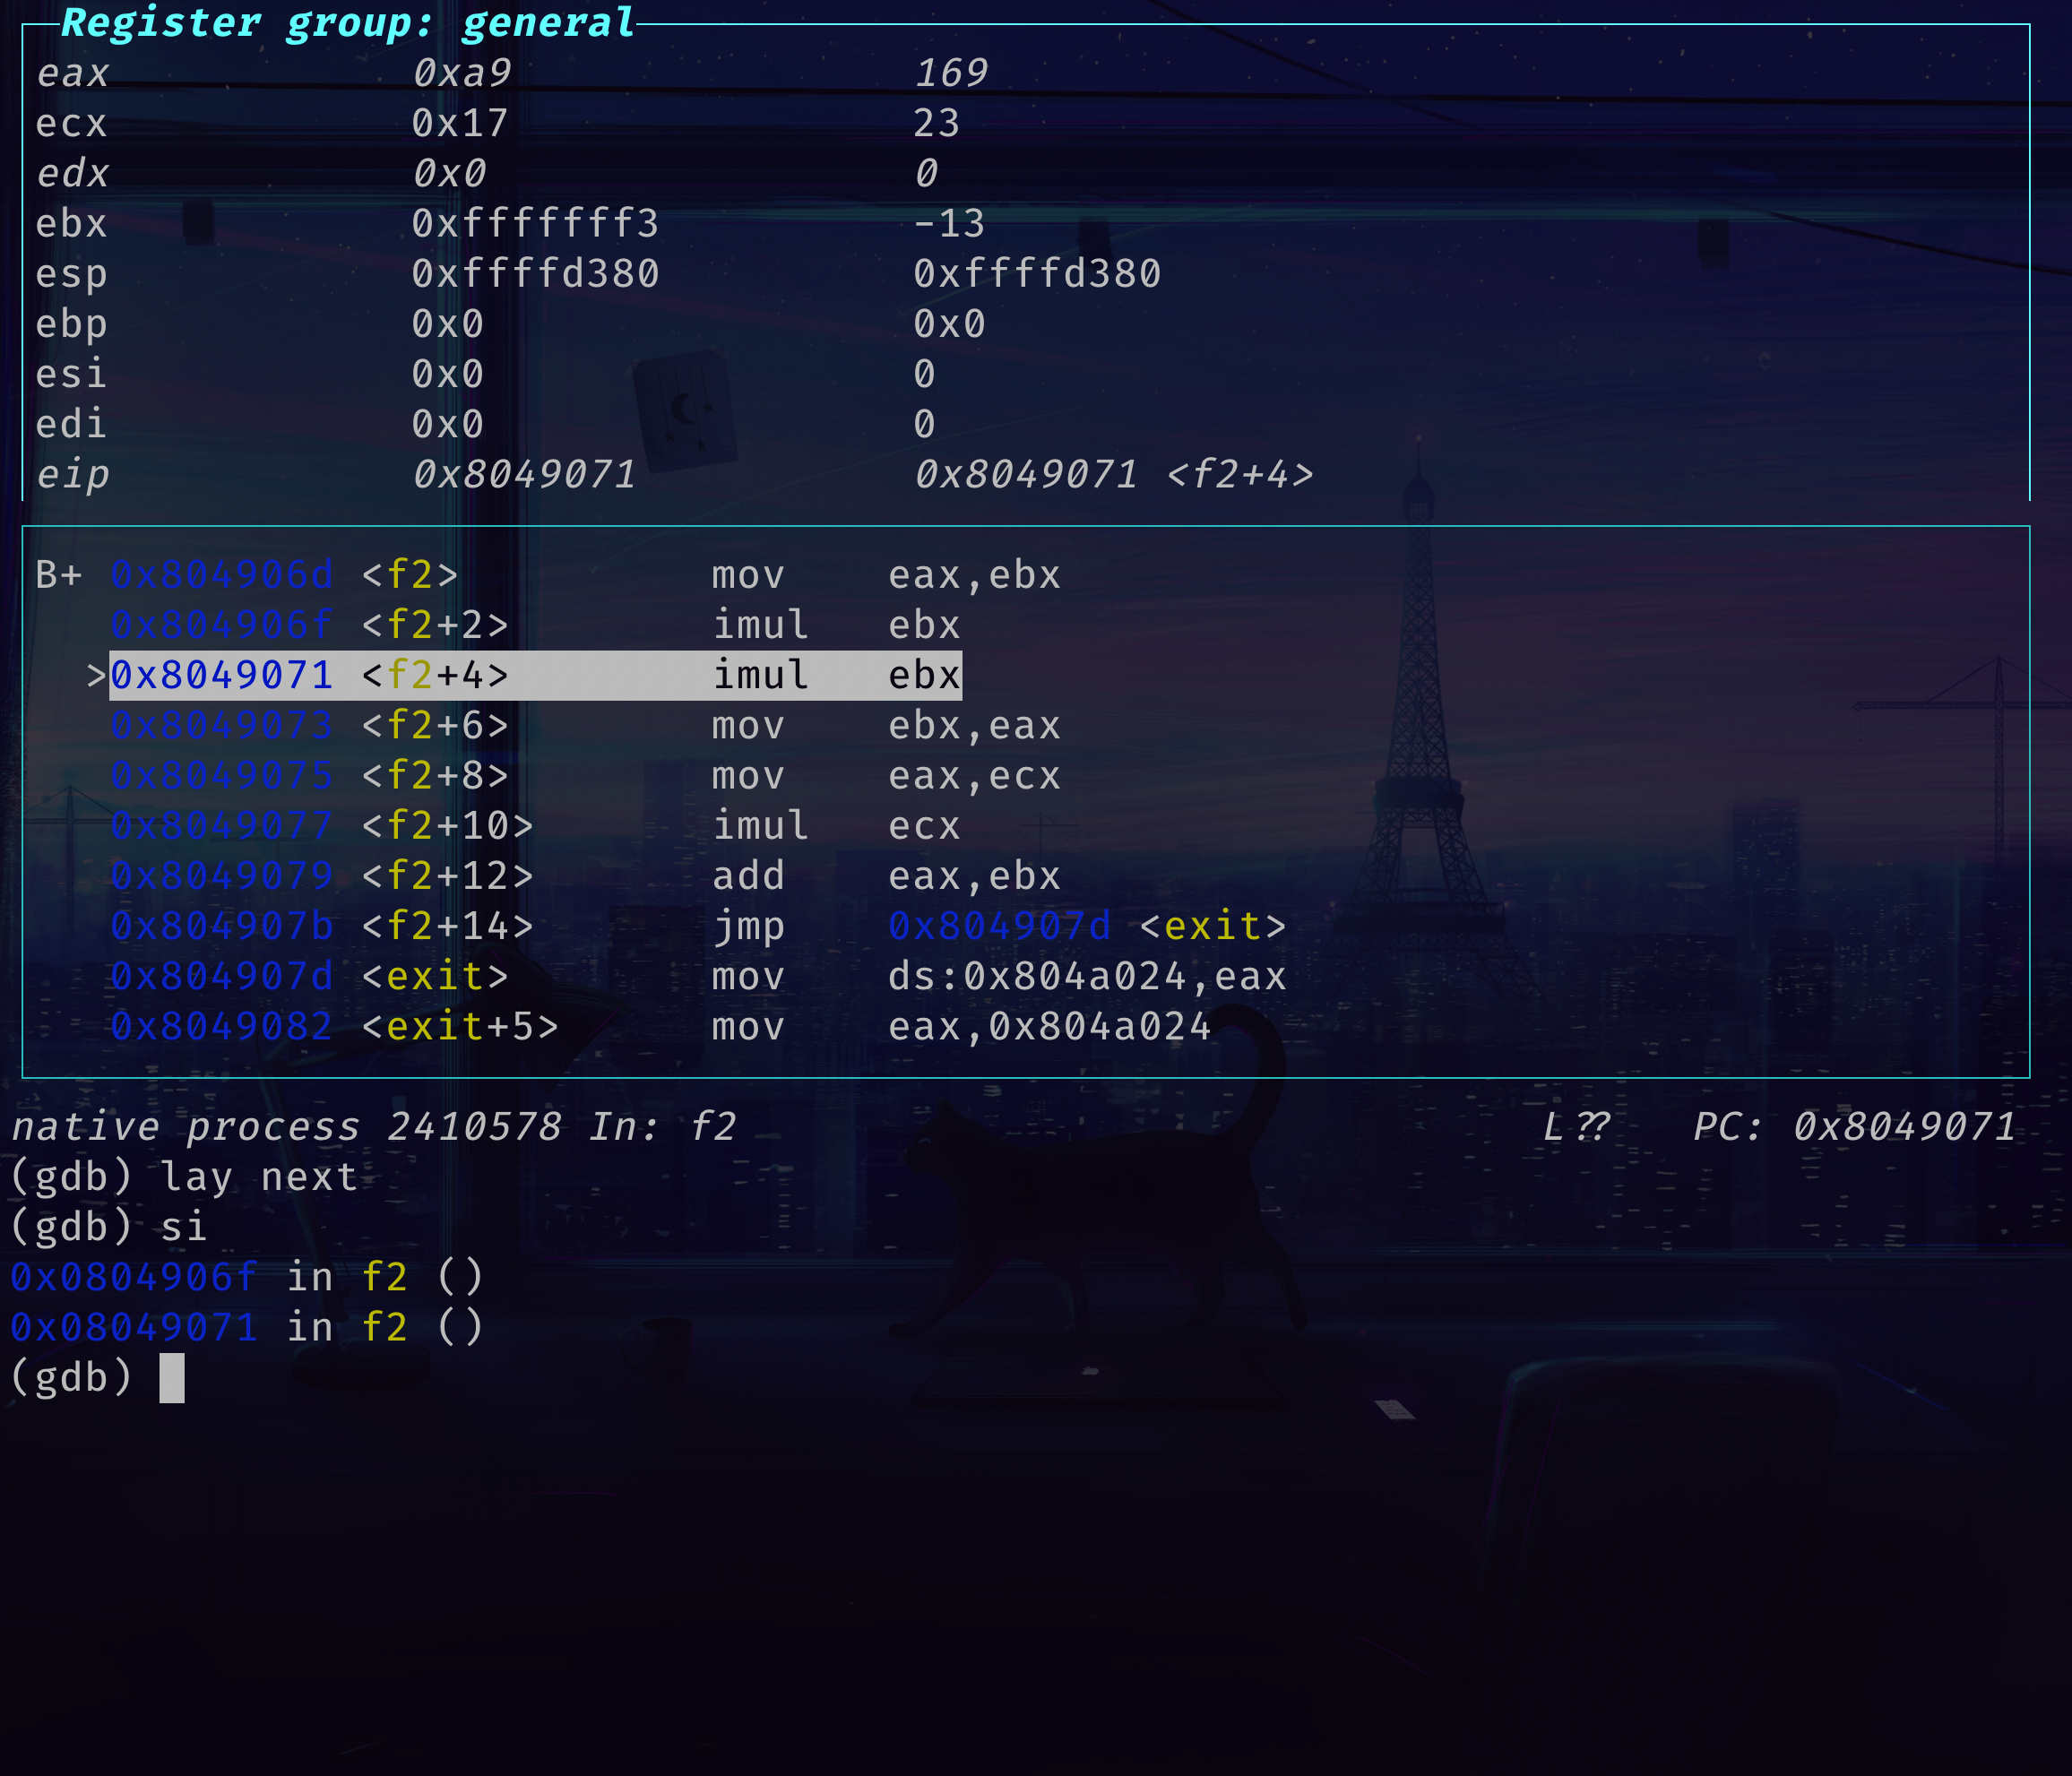 Register group: general
eax 0xa9 169
ecx 0x17 23
edx 0x0 0
ebx 0xfffffff3 -13
esp 0xffffd380 0xffffd380
ebp 0x0 0x0
esi 0x0 0
edi 0x0 0
eip 0x8049071 0x8049071 <f2+4>
B+ 0x804906d <f2> mov eax,ebx
0x804906f <f2+2> imul ebx
>0x8049071 <f2+4> imul ebx
0x8049073 <f2+6> mov ebx,eax
0x8049075 <f2+8> mov eax,ecx
0x8049077 <f2+10> imul ecx
0x8049079 <f2+12> add eax,ebx
0x804907b <f2+14> jmp 0x804907d <exit>
0x804907d <exit> mov ds:0x804a024,eax
0x8049082 <exit+5> mov eax,0x804a024
native process 2410578 In: f2 L?? PC: 0x8049071
(gdb) lay next
(gdb) si
0x0804906f in f2 ()
0x08049071 in f2 ()
(gdb)